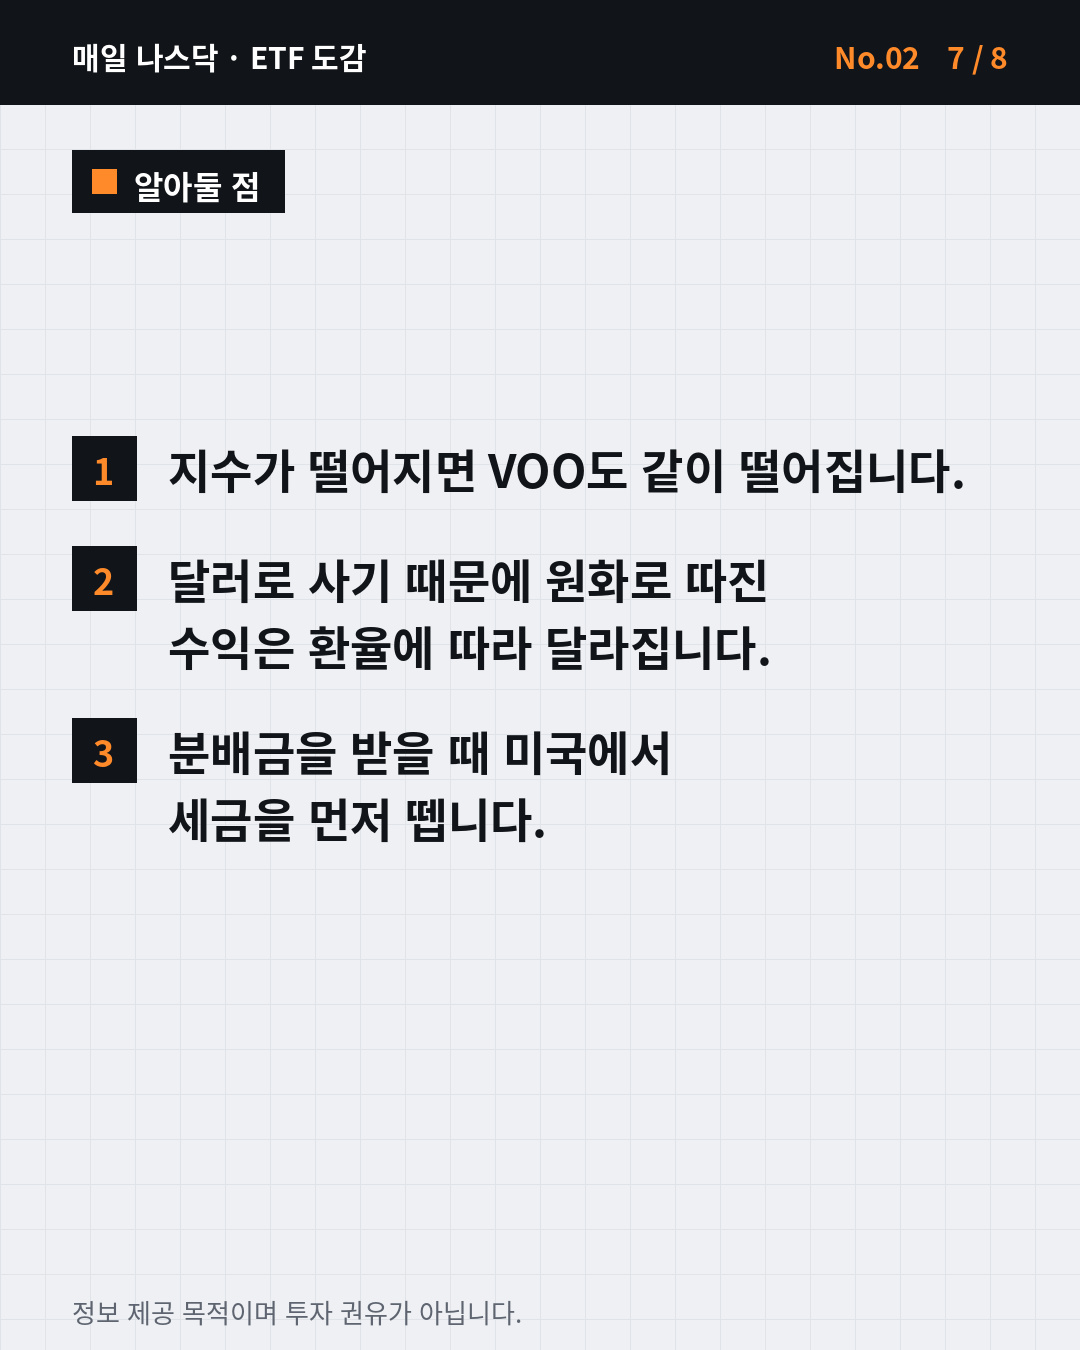 매일 나스닥 · ETF 도감
No.02 7 / 8
알아둘 점
1 지수가 떨어지면 VOO도 같이 떨어집니다.
2 달러로 사기 때문에 원화로 따진
수익은 환율에 따라 달라집니다.
3 분배금을 받을 때 미국에서
세금을 먼저 뗍니다.
정보 제공 목적이며 투자 권유가 아닙니다.